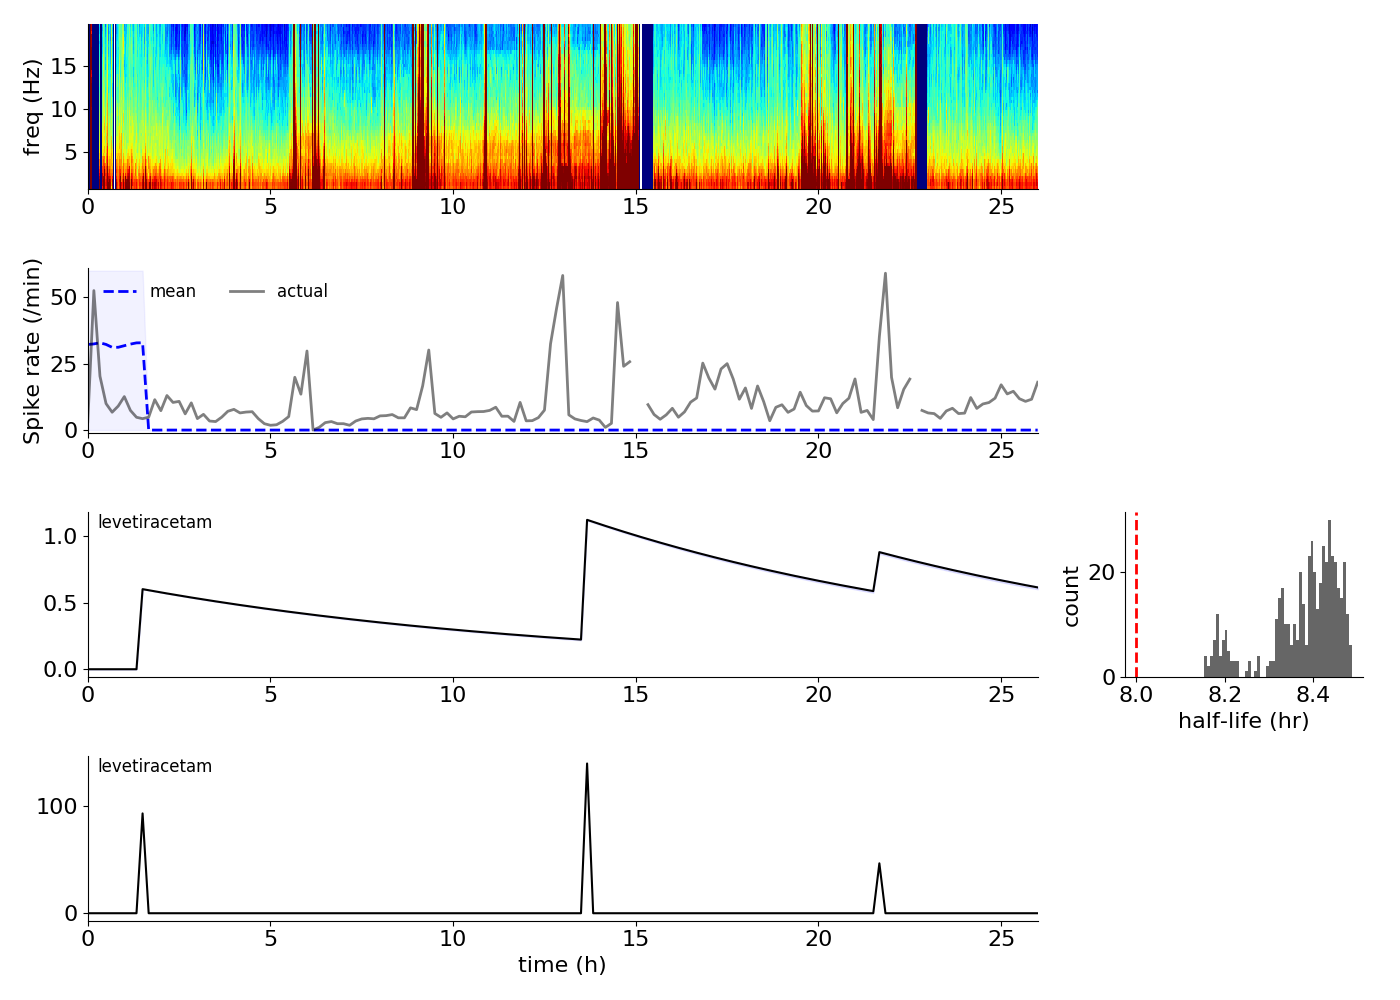 freq (Hz)
15
10
5
0 5 10 15 20 25
Spike rate (/min)
50
25
0
mean actual
0 5 10 15 20 25
levetiracetam
1.0
0.5
0.0
0 5 10 15 20 25
count
20
0
8.0 8.2 8.4
half-life (hr)
levetiracetam
100
0
0 5 10 15 20 25
time (h)